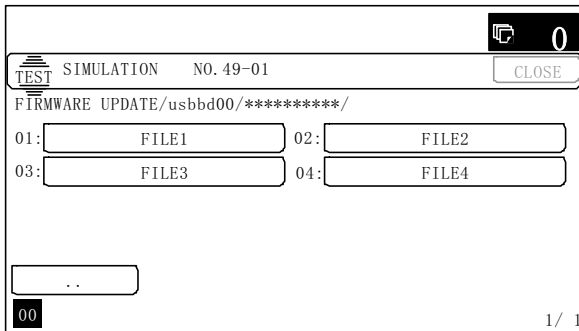 0
TEST SIMULATION NO.49-01 CLOSE
FIRMWARE UPDATE/usbbd00/**********/
01: FILE1 02: FILE2
03: FILE3 04: FILE4
..
00 1/ 1